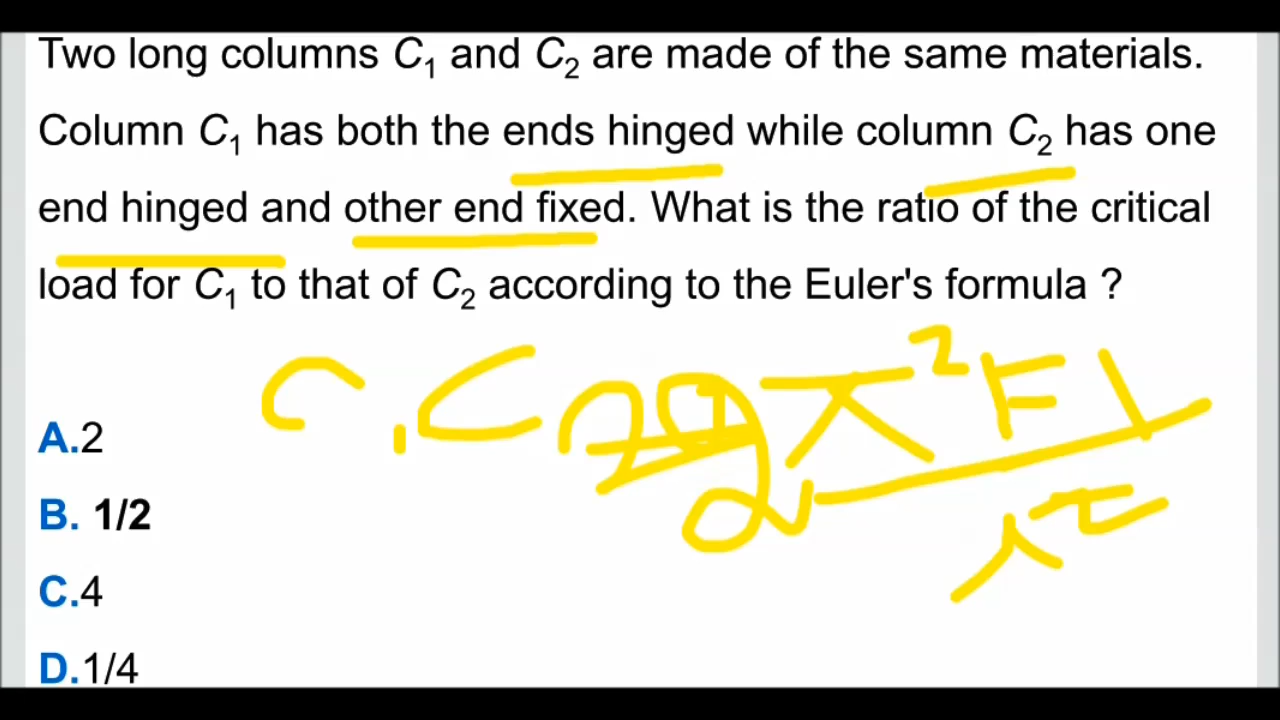 Two long columns C₁ and C₂ are made of the same materials.
Column C₁ has both the ends hinged while column C₂ has one
end hinged and other end fixed. What is the ratio of the critical
load for C₁ to that of C₂ according to the Euler's formula ?
A.2
B. 1/2
C.4
D.1/4